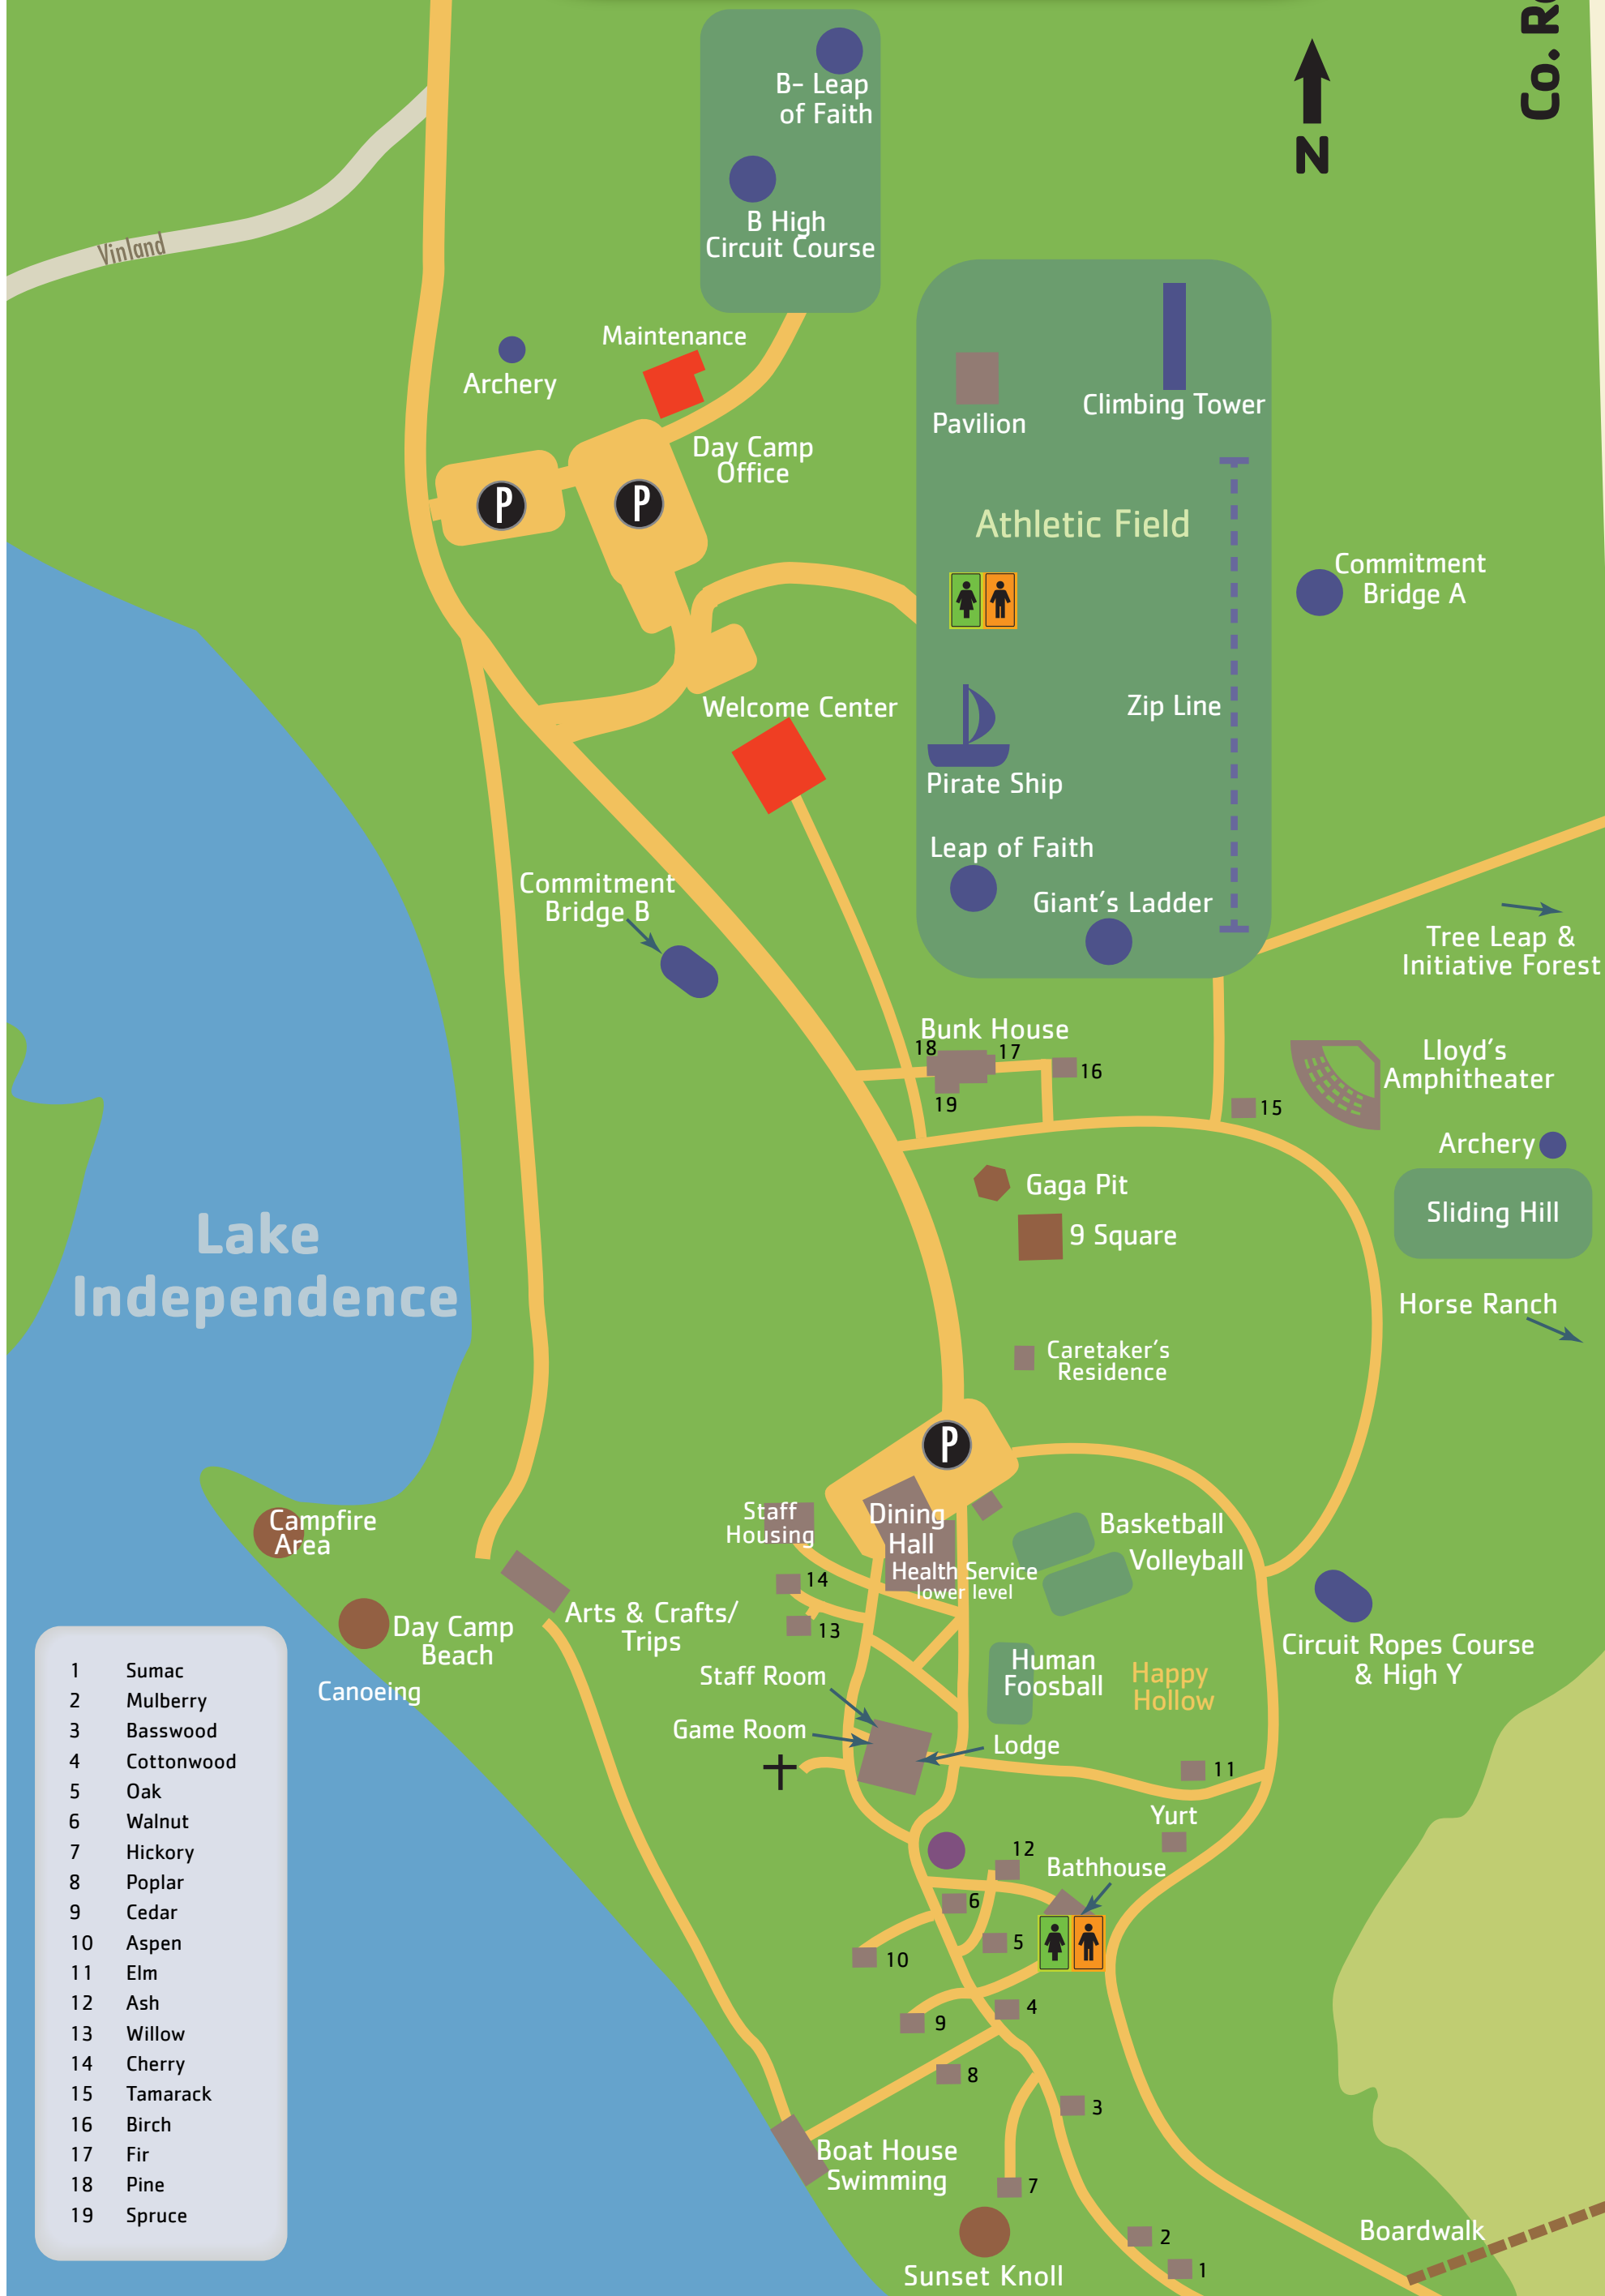 Co.
B- Leap
of Faith
N
B High
Circuit Course
Vinland
Maintenance
Archery
Pavilion
Climbing Tower
Day Camp
Office
P
P
Athletic Field
Commitment
Bridge A
Welcome Center
Zip Line
Pirate Ship
Leap of Faith
Commitment
Bridge B
Giant's Ladder
Tree Leap &
Initiative Forest
Bunk House
18
17
16
19
15
Lloyd's
Amphitheater
Archery
Gaga Pit
Sliding Hill
9 Square
Lake
Independence
Horse Ranch
Caretaker's
Residence
P
Staff
Housing
Dining
Hall
Health Service
lower level
Basketball
Volleyball
Campfire
Area
14
13
Arts & Crafts/
Trips
Day Camp
Beach
Canoeing
Circuit Ropes Course
& High Y
Staff Room
Human
Foosball
Happy
Hollow
Game Room
Lodge
11
Yurt
12
Bathhouse
6
5
10
4
9
8
3
Boat House
Swimming
7
2
1
Sunset Knoll
Boardwalk
1 Sumac
2 Mulberry
3 Basswood
4 Cottonwood
5 Oak
6 Walnut
7 Hickory
8 Poplar
9 Cedar
10 Aspen
11 Elm
12 Ash
13 Willow
14 Cherry
15 Tamarack
16 Birch
17 Fir
18 Pine
19 Spruce